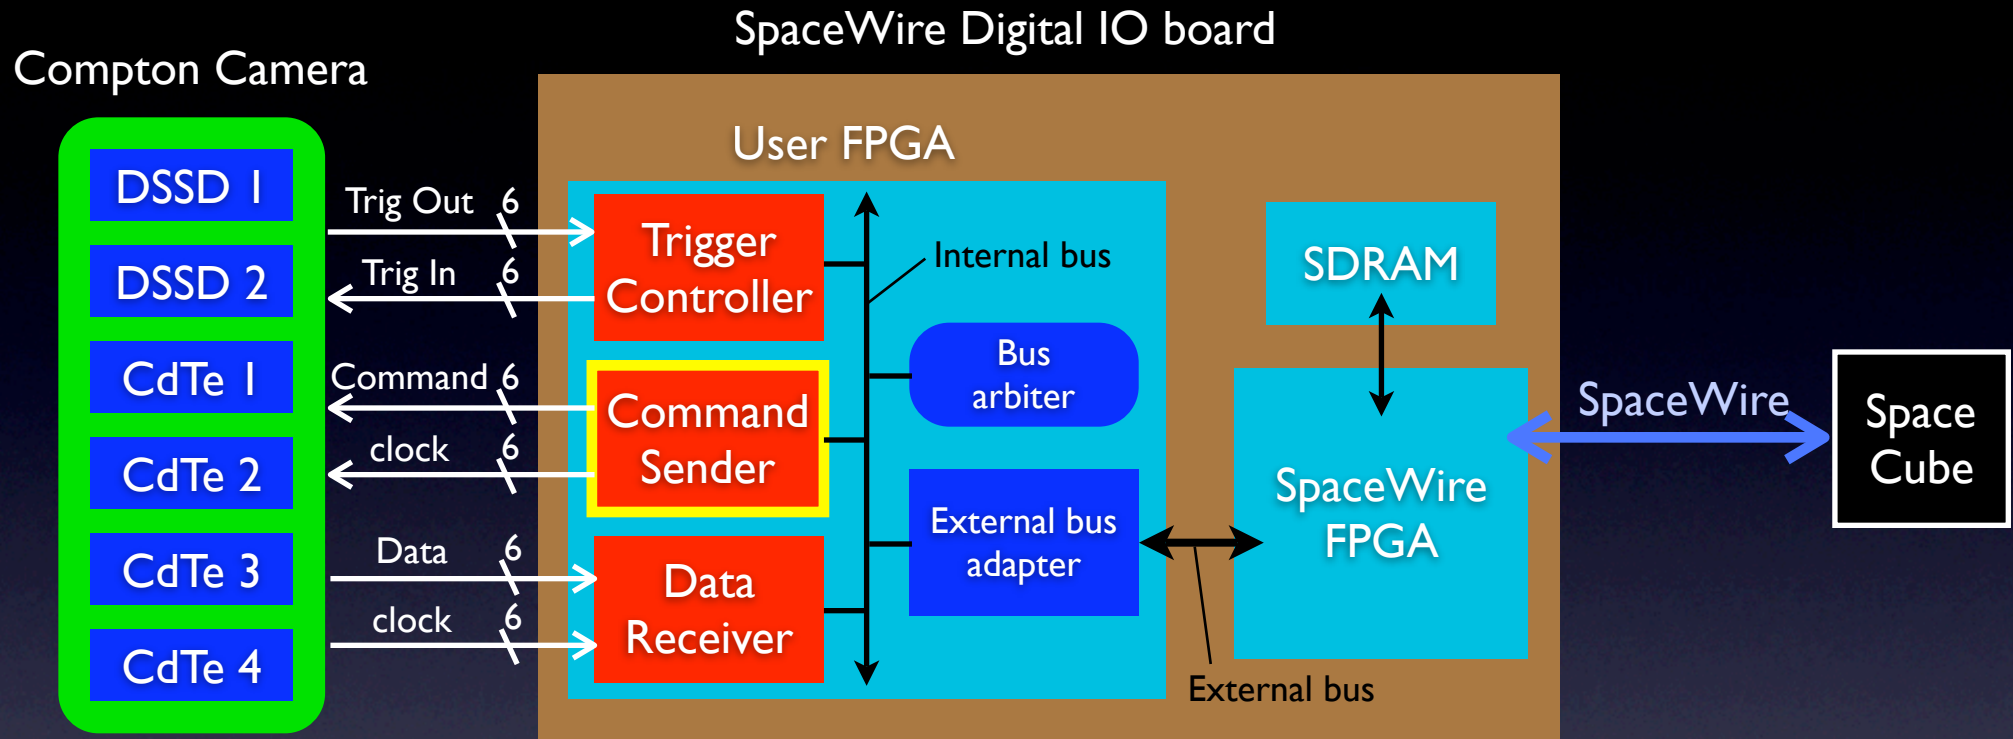 SpaceWire Digital IO board
Compton Camera
DSSD 1
DSSD 2
CdTe 1
CdTe 2
CdTe 3
CdTe 4
Trig Out 6
Trig In 6
Command 6
clock 6
Data 6
clock 6
User FPGA
Trigger
Controller
Command
Sender
Data
Receiver
Internal bus
Bus
arbiter
External bus
adapter
External bus
SDRAM
SpaceWire
FPGA
SpaceWire
Space
Cube